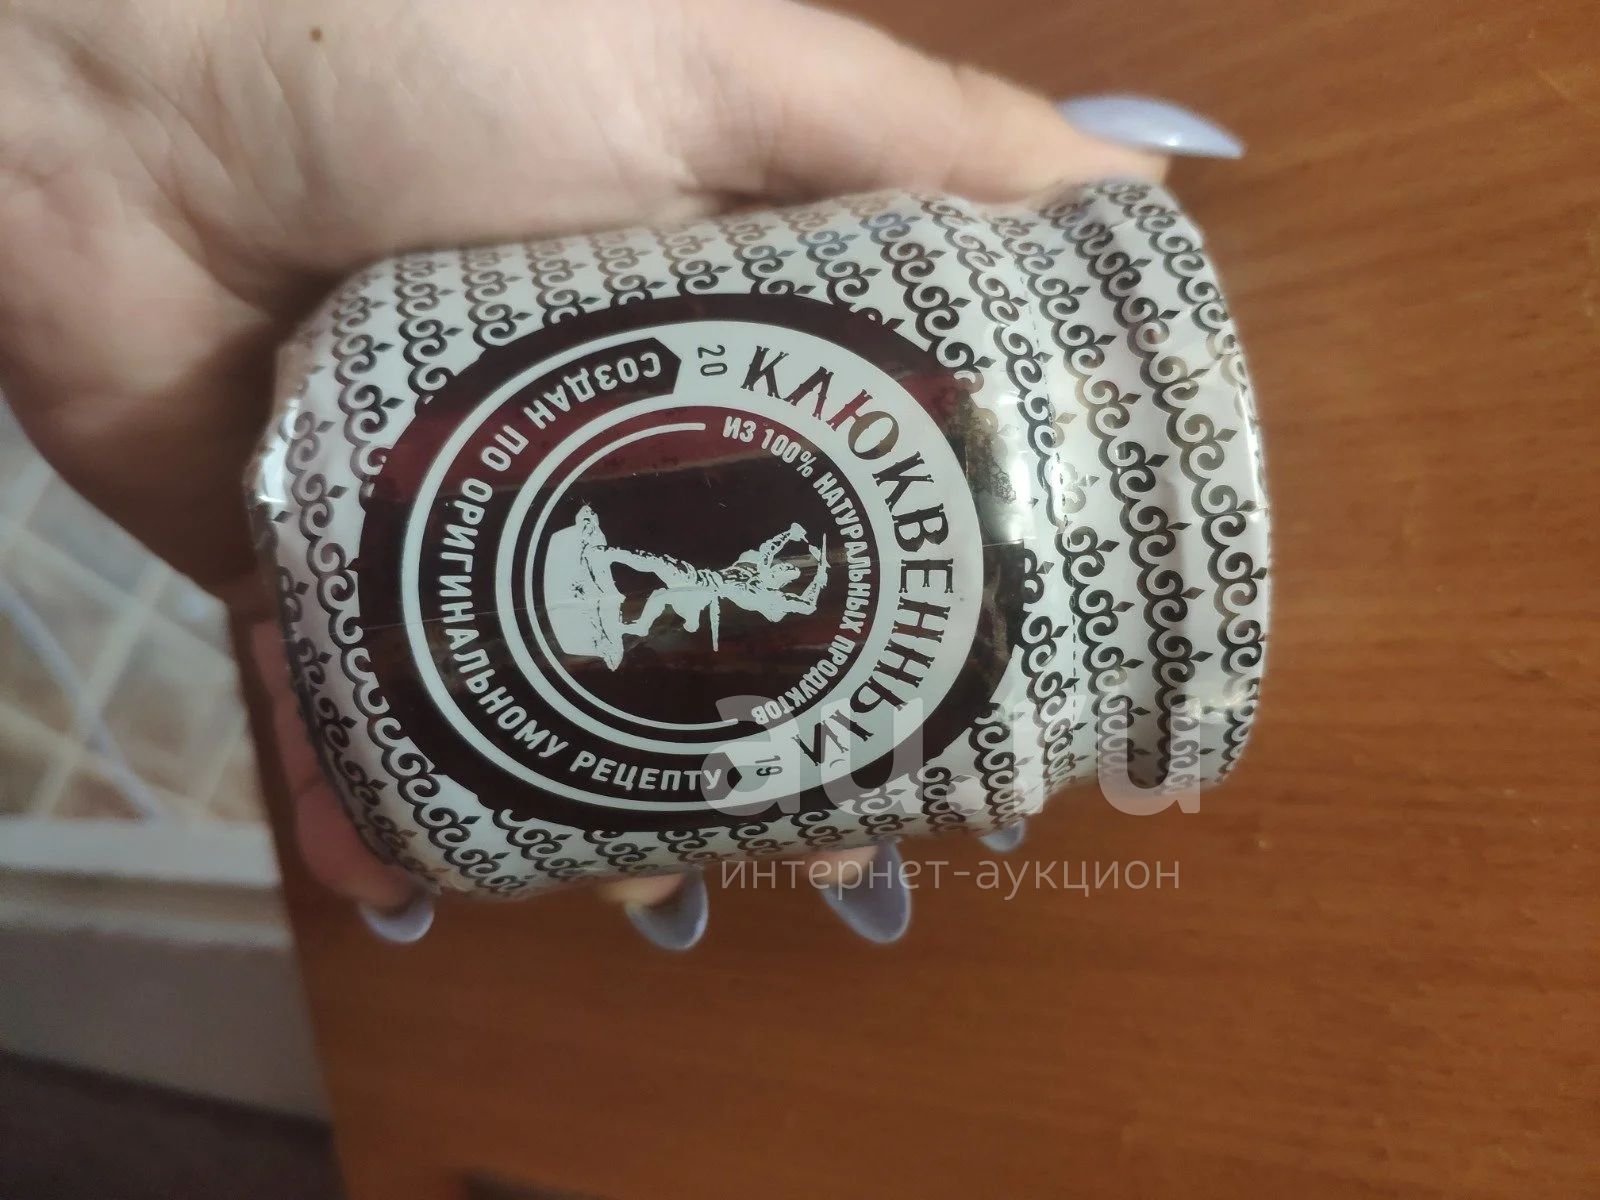 КЛЮКВЕННЫЙ
20
19
ИЗ 100% НАТУРАЛЬНЫХ ПРОДУКТОВ
СОЗДАН ПО ОРИГИНАЛЬНОМУ РЕЦЕПТУ
au.ru
интернет-аукцион